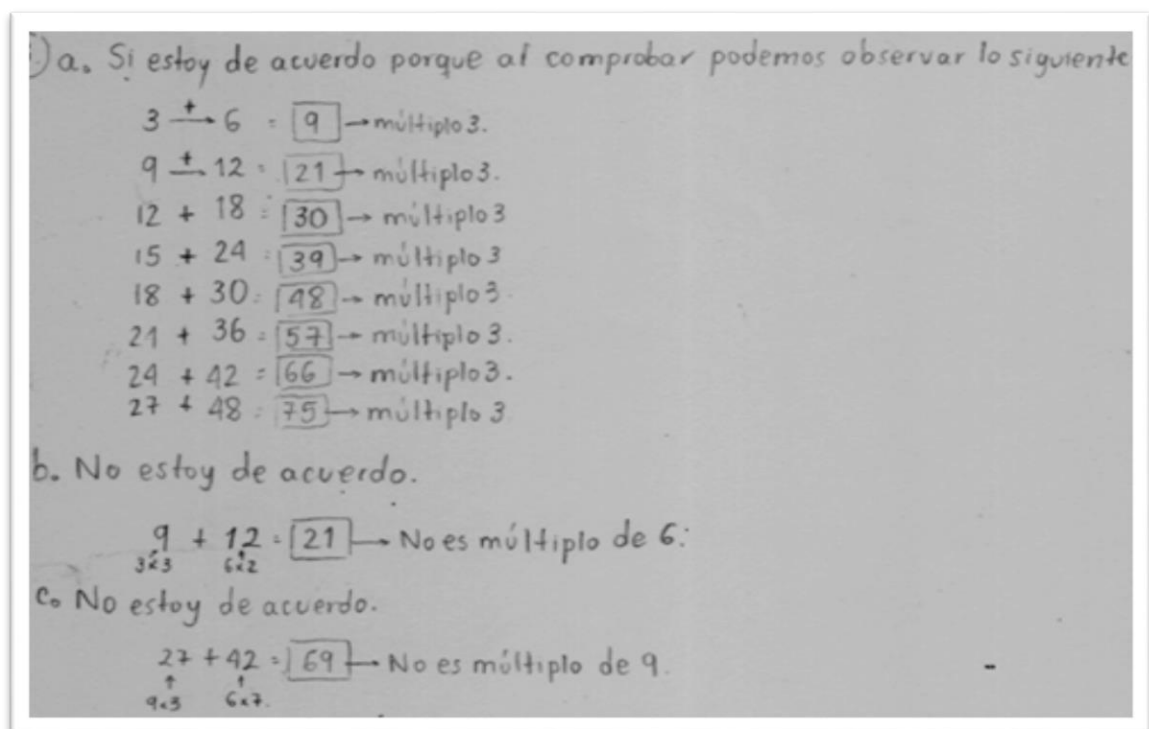 a. Si estoy de acuerdo porque al comprobar podemos observar lo siguiente
3 + 6 = 9 → múltiplo 3.
9 + 12 = 21 → múltiplo 3.
12 + 18 = 30 → múltiplo 3
15 + 24 = 39 → múltiplo 3
18 + 30 = 48 → múltiplo 3.
21 + 36 = 57 → múltiplo 3.
24 + 42 = 66 → múltiplo 3.
27 + 48 = 75 → múltiplo 3
b. No estoy de acuerdo.
9 + 12 = 21 → No es múltiplo de 6.
3x3 6x2
c. No estoy de acuerdo.
27 + 42 = 69 → No es múltiplo de 9.
↑ ↑
9x3 6x7.